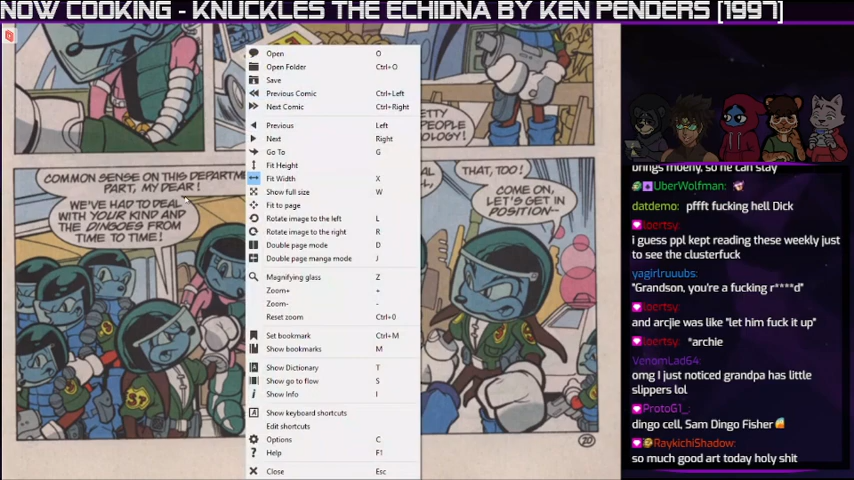 NOW COOKING - KNUCKLES THE ECHIDNA BY KEN PENDERS [1997]
COMMON SENSE ON THIS DEPARTM
PART, MY DEAR!
WE'VE HAD TO DEAL
WITH YOUR KIND AND
THE DINGOES FROM
TIME TO TIME!
ETTY
PEOPLE
OLOGY!
THAT, TOO!
COME ON,
LET'S GET IN
POSITION--
20
Open O
Open Folder Ctrl+O
Save
Previous Comic Ctrl+Left
Next Comic Ctrl+Right
Previous Left
Next Right
Go To G
Fit Height
Fit Width X
Show full size W
Fit to page
Rotate image to the left L
Rotate image to the right R
Double page mode D
Double page manga mode J
Magnifying glass Z
Zoom+ +
Zoom- -
Reset zoom Ctrl+0
Set bookmark Ctrl+M
Show bookmarks M
Show Dictionary T
Show go to flow S
Show Info I
Show keyboard shortcuts
Edit shortcuts
Options C
Help F1
Close Esc
brings moeny, so he can stay
UberWolfman:
datdemo: pffft fucking hell Dick
loertsy:
i guess ppl kept reading these weekly just
to see the clusterfuck
yagirlruuubs:
"Grandson, you're a fucking r****d"
loertsy:
and arcjie was like "let him fuck it up"
loertsy: *archie
VenomLad64:
omg I just noticed grandpa has little
slippers lol
ProtoG1_:
dingo cell, Sam Dingo Fisher
RaykichiShadow:
so much good art today holy shit